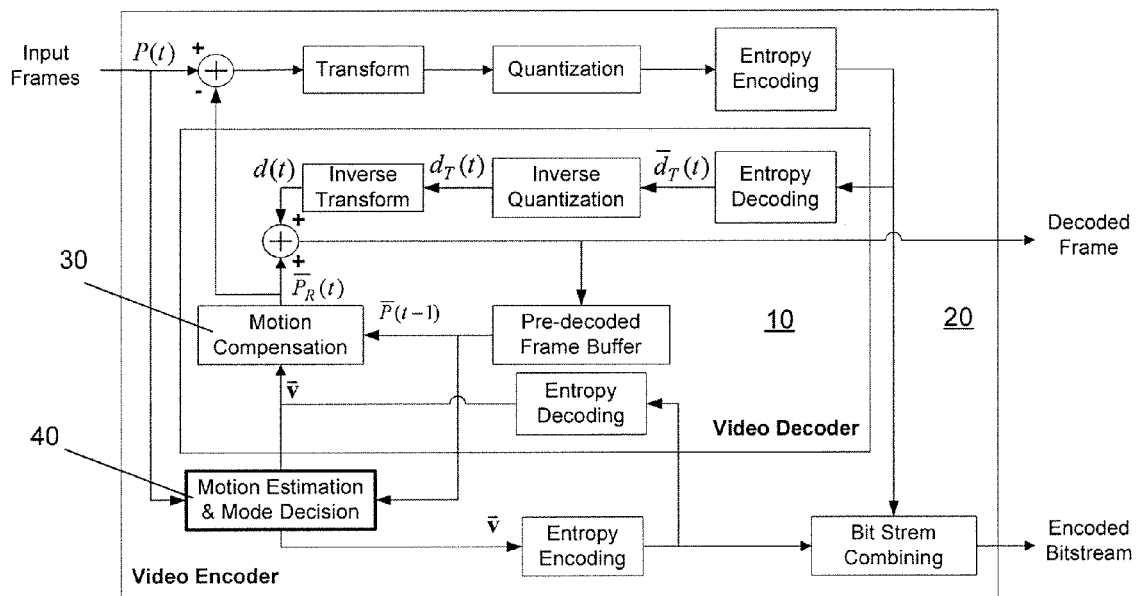 Input
Frames
P(t)
+
+
-
Transform
Quantization
Entropy
Encoding
d(t)
Inverse
Transform
d_T(t)
Inverse
Quantization
d̅_T(t)
Entropy
Decoding
+
+
+
Decoded
Frame
30
P̅_R(t)
Motion
Compensation
P̅(t-1)
Pre-decoded
Frame Buffer
10
20
v̅
Entropy
Decoding
Video Decoder
40
Motion Estimation
& Mode Decision
v̅
Entropy
Encoding
Bit Strem
Combining
Encoded
Bitstream
Video Encoder